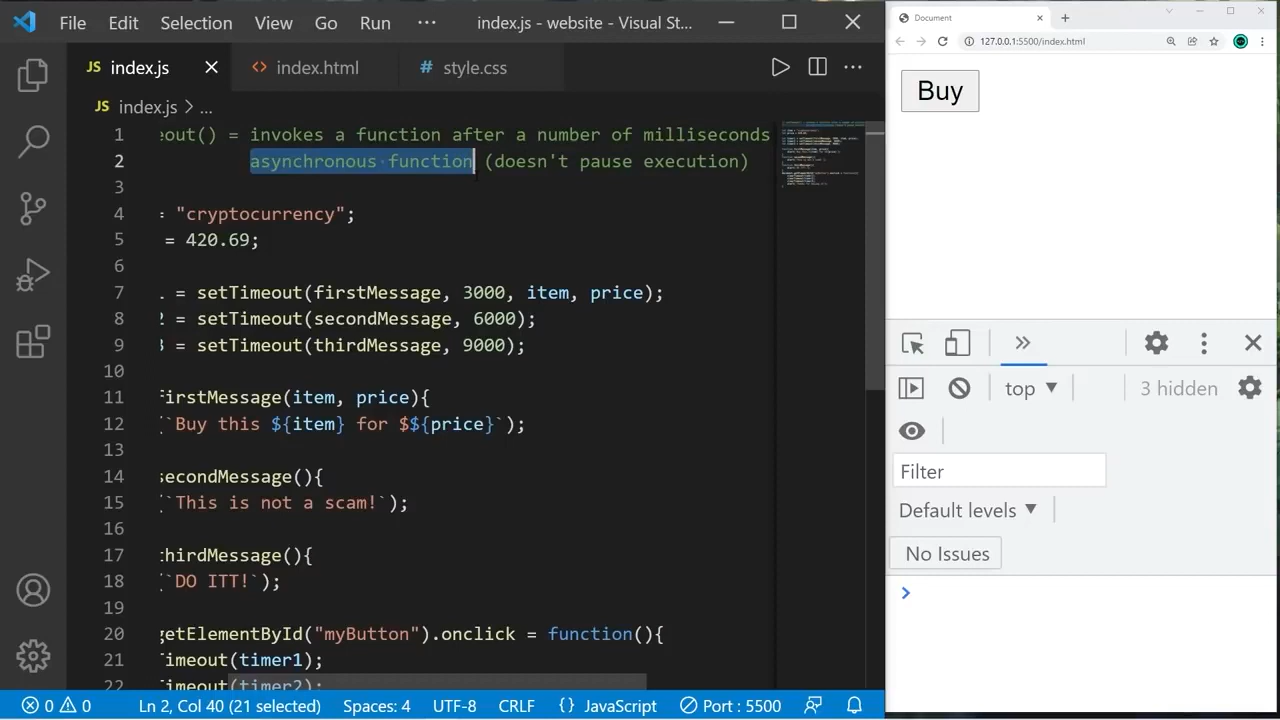 File Edit Selection View Go Run ··· index.js - website - Visual St...
JS index.js
<> index.html
# style.css
JS index.js > ...
1 out() = invokes a function after a number of milliseconds
2 asynchronous function (doesn't pause execution)
3
4 = "cryptocurrency";
5 = 420.69;
6
7 = setTimeout(firstMessage, 3000, item, price);
8 = setTimeout(secondMessage, 6000);
9 = setTimeout(thirdMessage, 9000);
10
11 firstMessage(item, price){
12 (`Buy this ${item} for $${price}`);
13
14 secondMessage(){
15 (`This is not a scam!`);
16
17 thirdMessage(){
18 (`DO ITT!`);
19
20 getElementById("myButton").onclick = function(){
21 Timeout(timer1);
22 Timeout(timer2);
0 0 Ln 2, Col 40 (21 selected) Spaces: 4 UTF-8 CRLF {} JavaScript Port : 5500
Document
127.0.0.1:5500/index.html
Buy
top 3 hidden
Filter
Default levels
No Issues